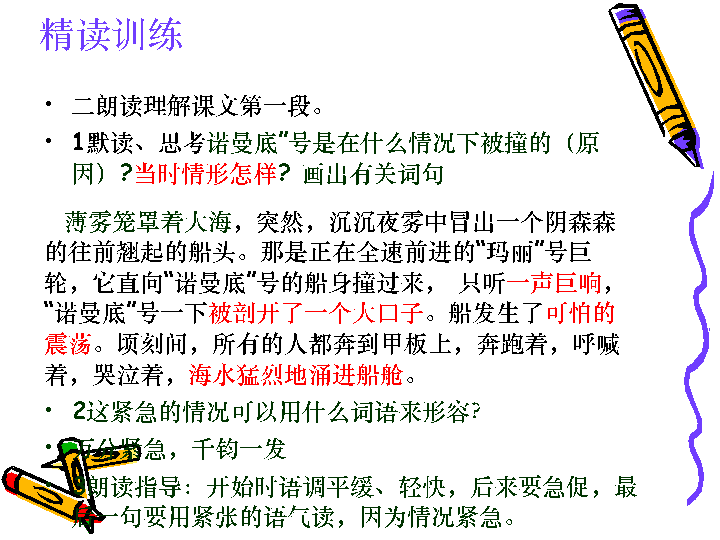 精读训练
• 二朗读理解课文第一段。
• 1默读、思考诺曼底"号是在什么情况下被撞的（原
因）?当时情形怎样? 画出有关词句
薄雾笼罩着大海，突然，沉沉夜雾中冒出一个阴森森
的往前翘起的船头。那是正在全速前进的“玛丽”号巨
轮，它直向“诺曼底”号的船身撞过来， 只听一声巨响，
“诺曼底”号一下被剖开了一个大口子。船发生了可怕的
震荡。顷刻间，所有的人都奔到甲板上，奔跑着，呼喊
着，哭泣着，海水猛烈地涌进船舱。
• 2这紧急的情况可以用什么词语来形容?
• 万分紧急，千钧一发
朗读指导：开始时语调平缓、轻快，后来要急促，最
后一句要用紧张的语气读，因为情况紧急。